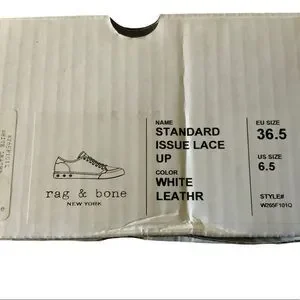 rag & bone
NEW YORK
NAME
STANDARD
ISSUE LACE
UP
COLOR
WHITE
LEATHR
EU SIZE
36.5
US SIZE
6.5
STYLE#
W265F101Q